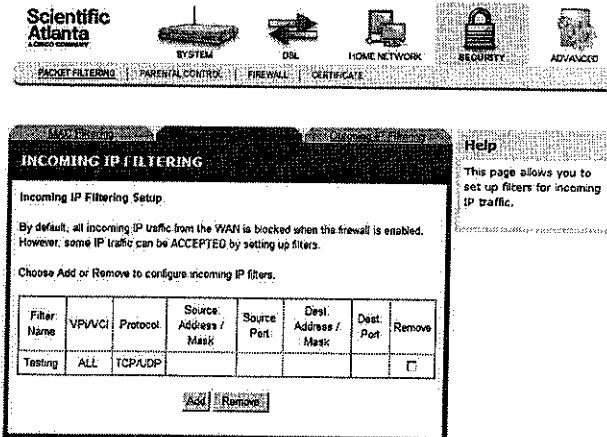 Scientific
Atlanta
A CISCO COMPANY
SYSTEM
DSL
HOME NETWORK
SECURITY
ADVANCED
PACKET FILTERING | PARENTAL CONTROL | FIREWALL | CERTIFICATE
MAC Filtering
Outgoing IP Filtering
INCOMING IP FILTERING
Incoming IP Filtering Setup
By default, all incoming IP traffic from the WAN is blocked when the firewall is enabled.
However, some IP traffic can be ACCEPTED by setting up filters.
Choose Add or Remove to configure incoming IP filters.
Filter Name VPI/VCI Protocol Source Address / Mask Source Port Dest. Address / Mask Dest. Port Remove
Testing ALL TCP/UDP
Add Remove
Help
This page allows you to
set up filters for incoming
IP traffic.